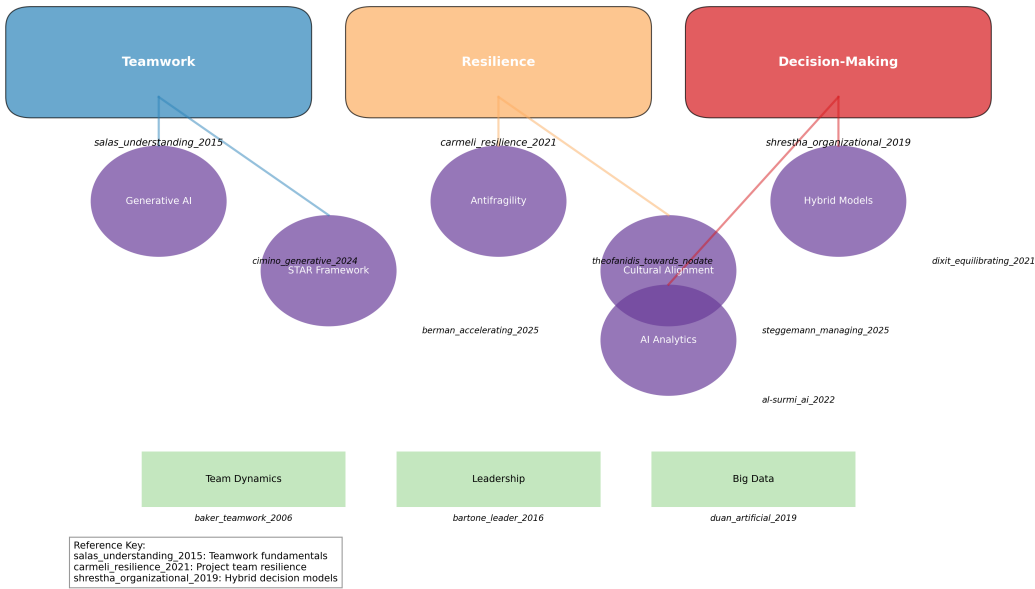 Teamwork
Resilience
Decision-Making
salas_understanding_2015
carmeli_resilience_2021
shrestha_organizational_2019
Generative AI
Antifragility
Hybrid Models
cimino_generative_2024
theofanidis_towards_nodate
dixit_equilibrating_2021
STAR Framework
Cultural Alignment
berman_accelerating_2025
steggemann_managing_2025
AI Analytics
al-surmi_ai_2022
Team Dynamics
Leadership
Big Data
baker_teamwork_2006
bartone_leader_2016
duan_artificial_2019
Reference Key:
salas_understanding_2015: Teamwork fundamentals
carmeli_resilience_2021: Project team resilience
shrestha_organizational_2019: Hybrid decision models